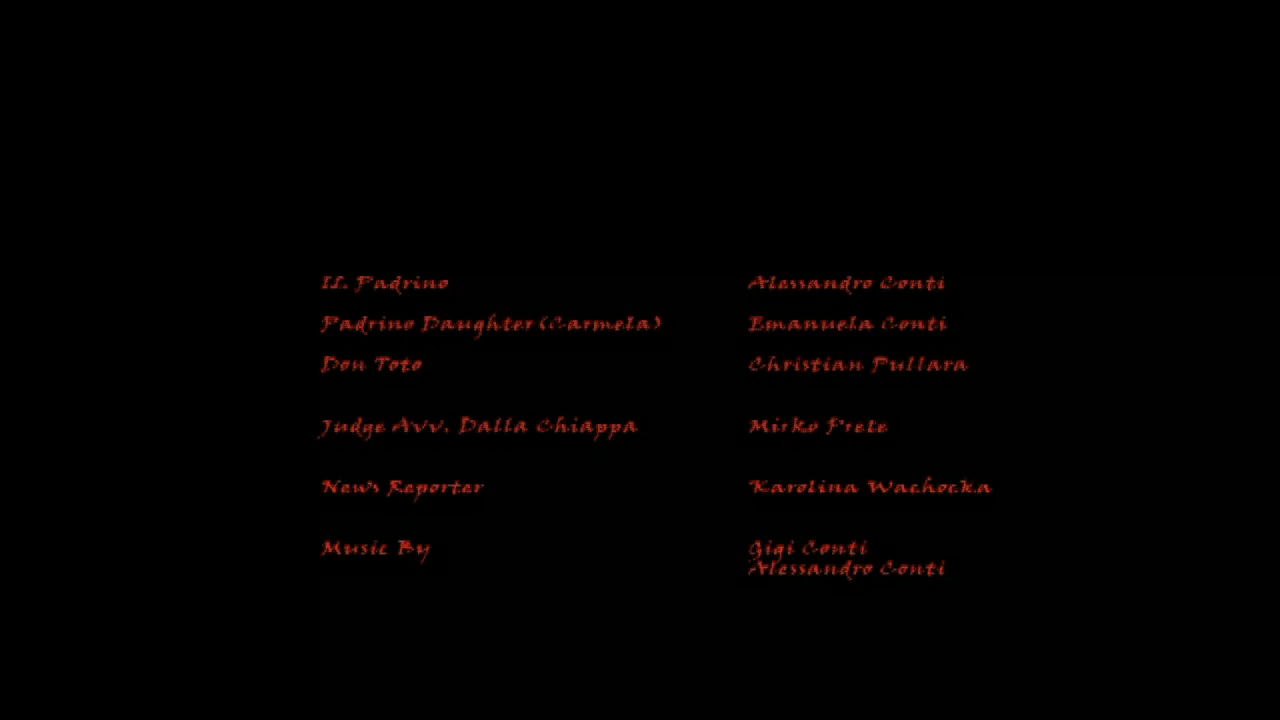 IL Padrino Alessandro Conti
Padrino Daughter (Carmela) Emanuela Conti
Don Toto Christian Pullara
Judge Avv. Dalla Chiappa Mirko Frete
News Reporter Karolina Wachocka
Music By Gigi Conti
Alessandro Conti